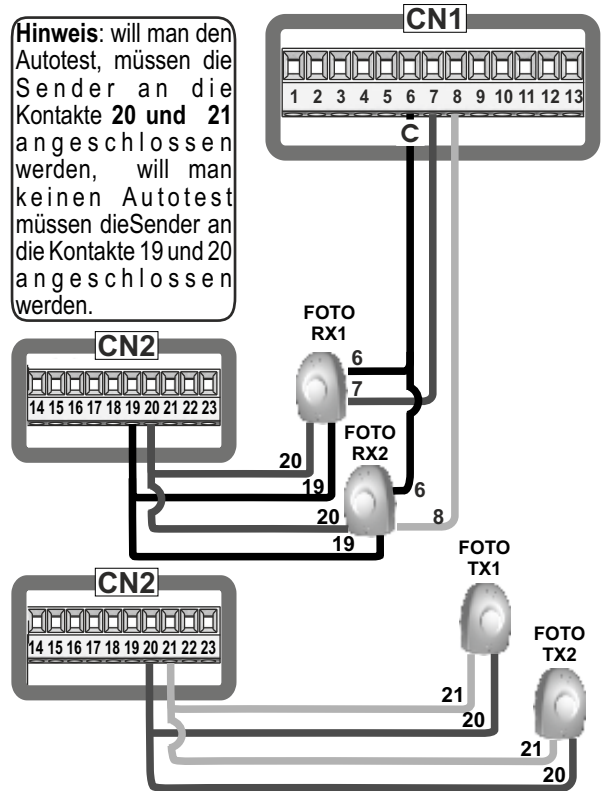 Hinweis: will man den
Autotest, müssen die
Sender an die
Kontakte 20 und 21
angeschlossen
werden, will man
keinen Autotest
müssen dieSender an
die Kontakte 19 und 20
angeschlossen
werden.
CN1
1 2 3 4 5 6 7 8 9 10 11 12 13
C
FOTO
RX1
6
7
CN2
14 15 16 17 18 19 20 21 22 23
FOTO
RX2
20
19
6
20
8
19
FOTO
TX1
CN2
14 15 16 17 18 19 20 21 22 23
FOTO
TX2
21
20
21
20